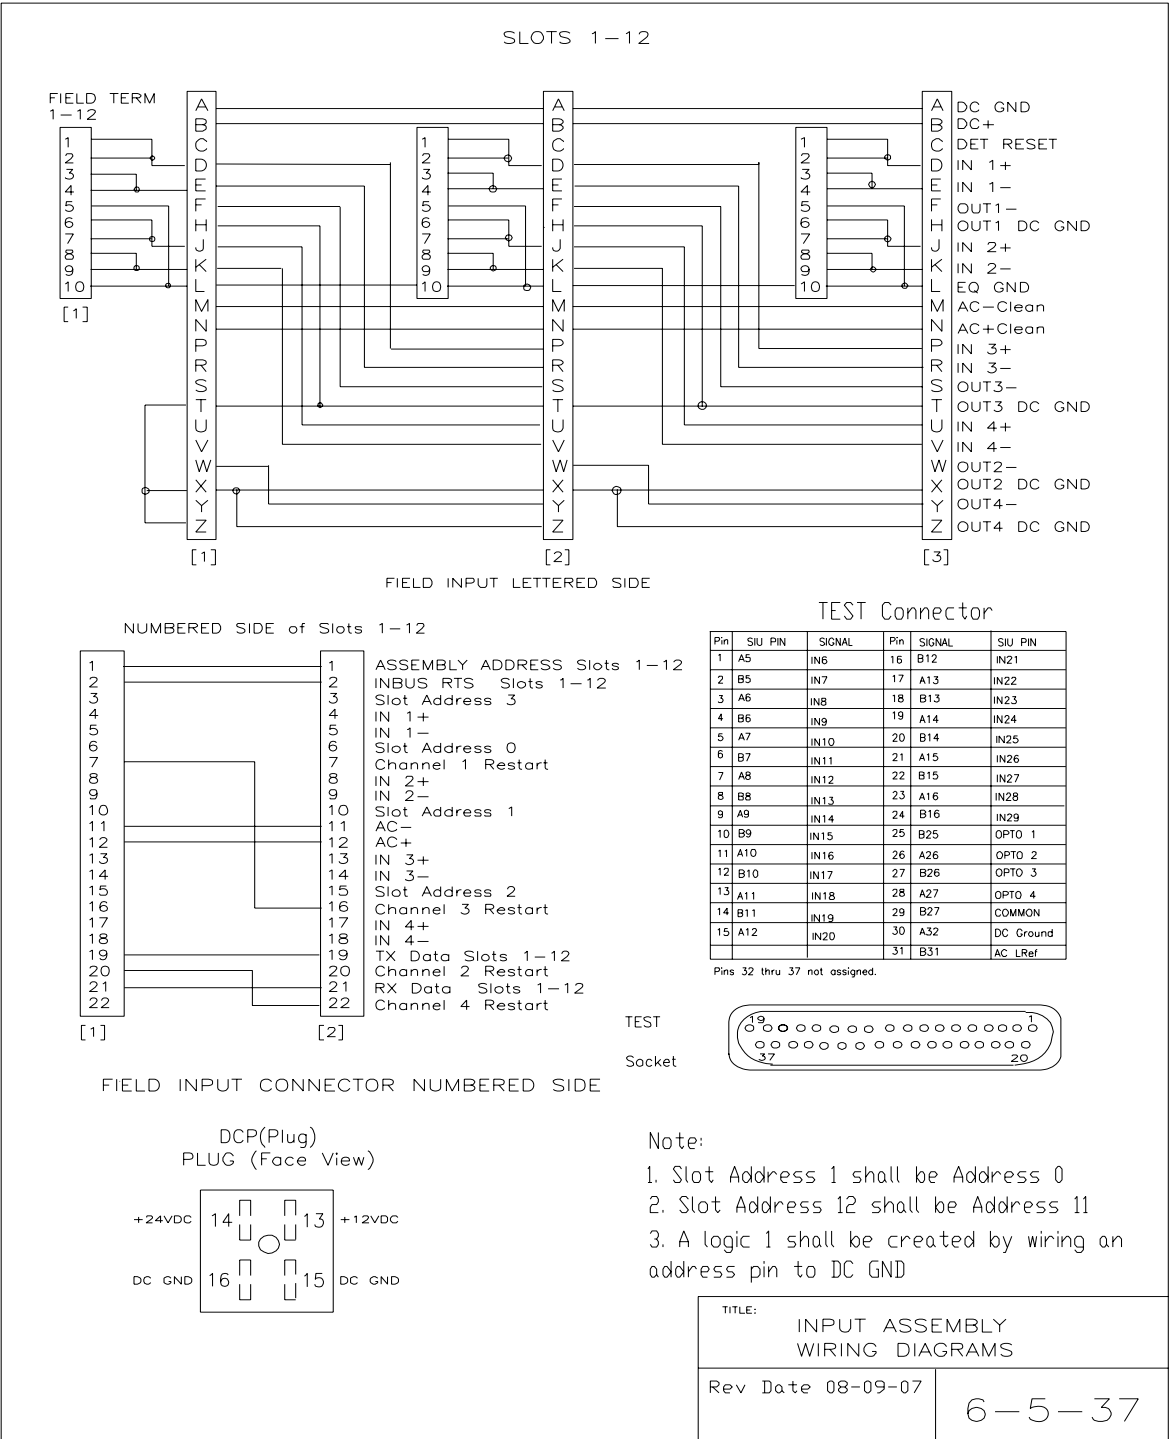 SLOTS 1-12
FIELD TERM
1-12
1
2
3
4
5
6
7
8
9
10
[1]
A
B
C
D
E
F
H
J
K
L
M
N
P
R
S
T
U
V
W
X
Y
Z
[1]
1
2
3
4
5
6
7
8
9
10
A
B
C
D
E
F
H
J
K
L
M
N
P
R
S
T
U
V
W
X
Y
Z
[2]
1
2
3
4
5
6
7
8
9
10
A DC GND
B DC+
C DET RESET
D IN 1+
E IN 1-
F OUT1-
H OUT1 DC GND
J IN 2+
K IN 2-
L EQ GND
M AC-Clean
N AC+Clean
P IN 3+
R IN 3-
S OUT3-
T OUT3 DC GND
U IN 4+
V IN 4-
W OUT2-
X OUT2 DC GND
Y OUT4-
Z OUT4 DC GND
[3]
FIELD INPUT LETTERED SIDE
NUMBERED SIDE of Slots 1-12
1
2
3
4
5
6
7
8
9
10
11
12
13
14
15
16
17
18
19
20
21
22
[1]
1 ASSEMBLY ADDRESS Slots 1-12
2 INBUS RTS Slots 1-12
3 Slot Address 3
4 IN 1+
5 IN 1-
6 Slot Address 0
7 Channel 1 Restart
8 IN 2+
9 IN 2-
10 Slot Address 1
11 AC-
12 AC+
13 IN 3+
14 IN 3-
15 Slot Address 2
16 Channel 3 Restart
17 IN 4+
18 IN 4-
19 TX Data Slots 1-12
20 Channel 2 Restart
21 RX Data Slots 1-12
22 Channel 4 Restart
[2]
FIELD INPUT CONNECTOR NUMBERED SIDE
TEST Connector
Pin SIU PIN SIGNAL Pin SIGNAL SIU PIN
1 A5 IN6 16 B12 IN21
2 B5 IN7 17 A13 IN22
3 A6 IN8 18 B13 IN23
4 B6 IN9 19 A14 IN24
5 A7 IN10 20 B14 IN25
6 B7 IN11 21 A15 IN26
7 A8 IN12 22 B15 IN27
8 B8 IN13 23 A16 IN28
9 A9 IN14 24 B16 IN29
10 B9 IN15 25 B25 OPTO 1
11 A10 IN16 26 A26 OPTO 2
12 B10 IN17 27 B26 OPTO 3
13 A11 IN18 28 A27 OPTO 4
14 B11 IN19 29 B27 COMMON
15 A12 IN20 30 A32 DC Ground
31 B31 AC LRef
Pins 32 thru 37 not assigned.
TEST
Socket
19 1
37 20
DCP(Plug)
PLUG (Face View)
+24VDC 14 13 +12VDC
DC GND 16 15 DC GND
Note:
1. Slot Address 1 shall be Address 0
2. Slot Address 12 shall be Address 11
3. A logic 1 shall be created by wiring an
address pin to DC GND
TITLE:
INPUT ASSEMBLY
WIRING DIAGRAMS
Rev Date 08-09-07
6-5-37